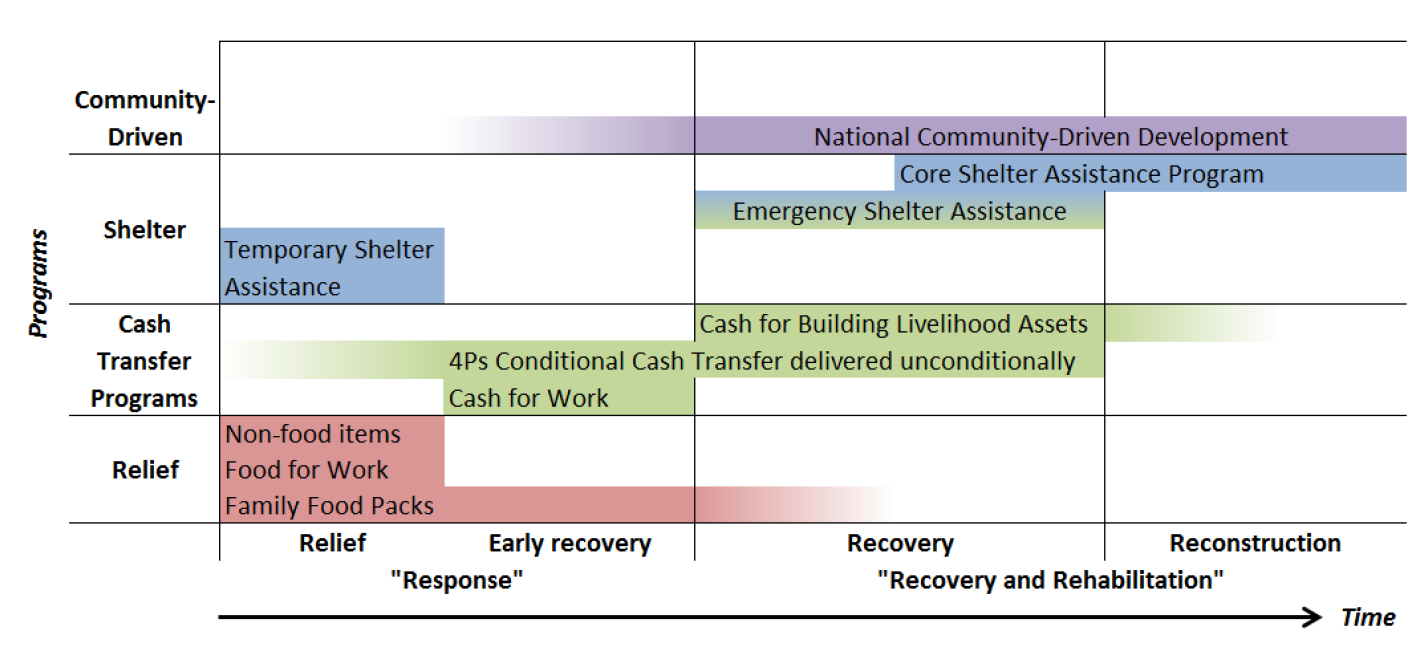 Programs
Community-
Driven
National Community-Driven Development
Shelter
Core Shelter Assistance Program
Emergency Shelter Assistance
Temporary Shelter
Assistance
Cash
Transfer
Programs
Cash for Building Livelihood Assets
4Ps Conditional Cash Transfer delivered unconditionally
Cash for Work
Relief
Non-food items
Food for Work
Family Food Packs
Relief
Early recovery
Recovery
Reconstruction
"Response"
"Recovery and Rehabilitation"
Time